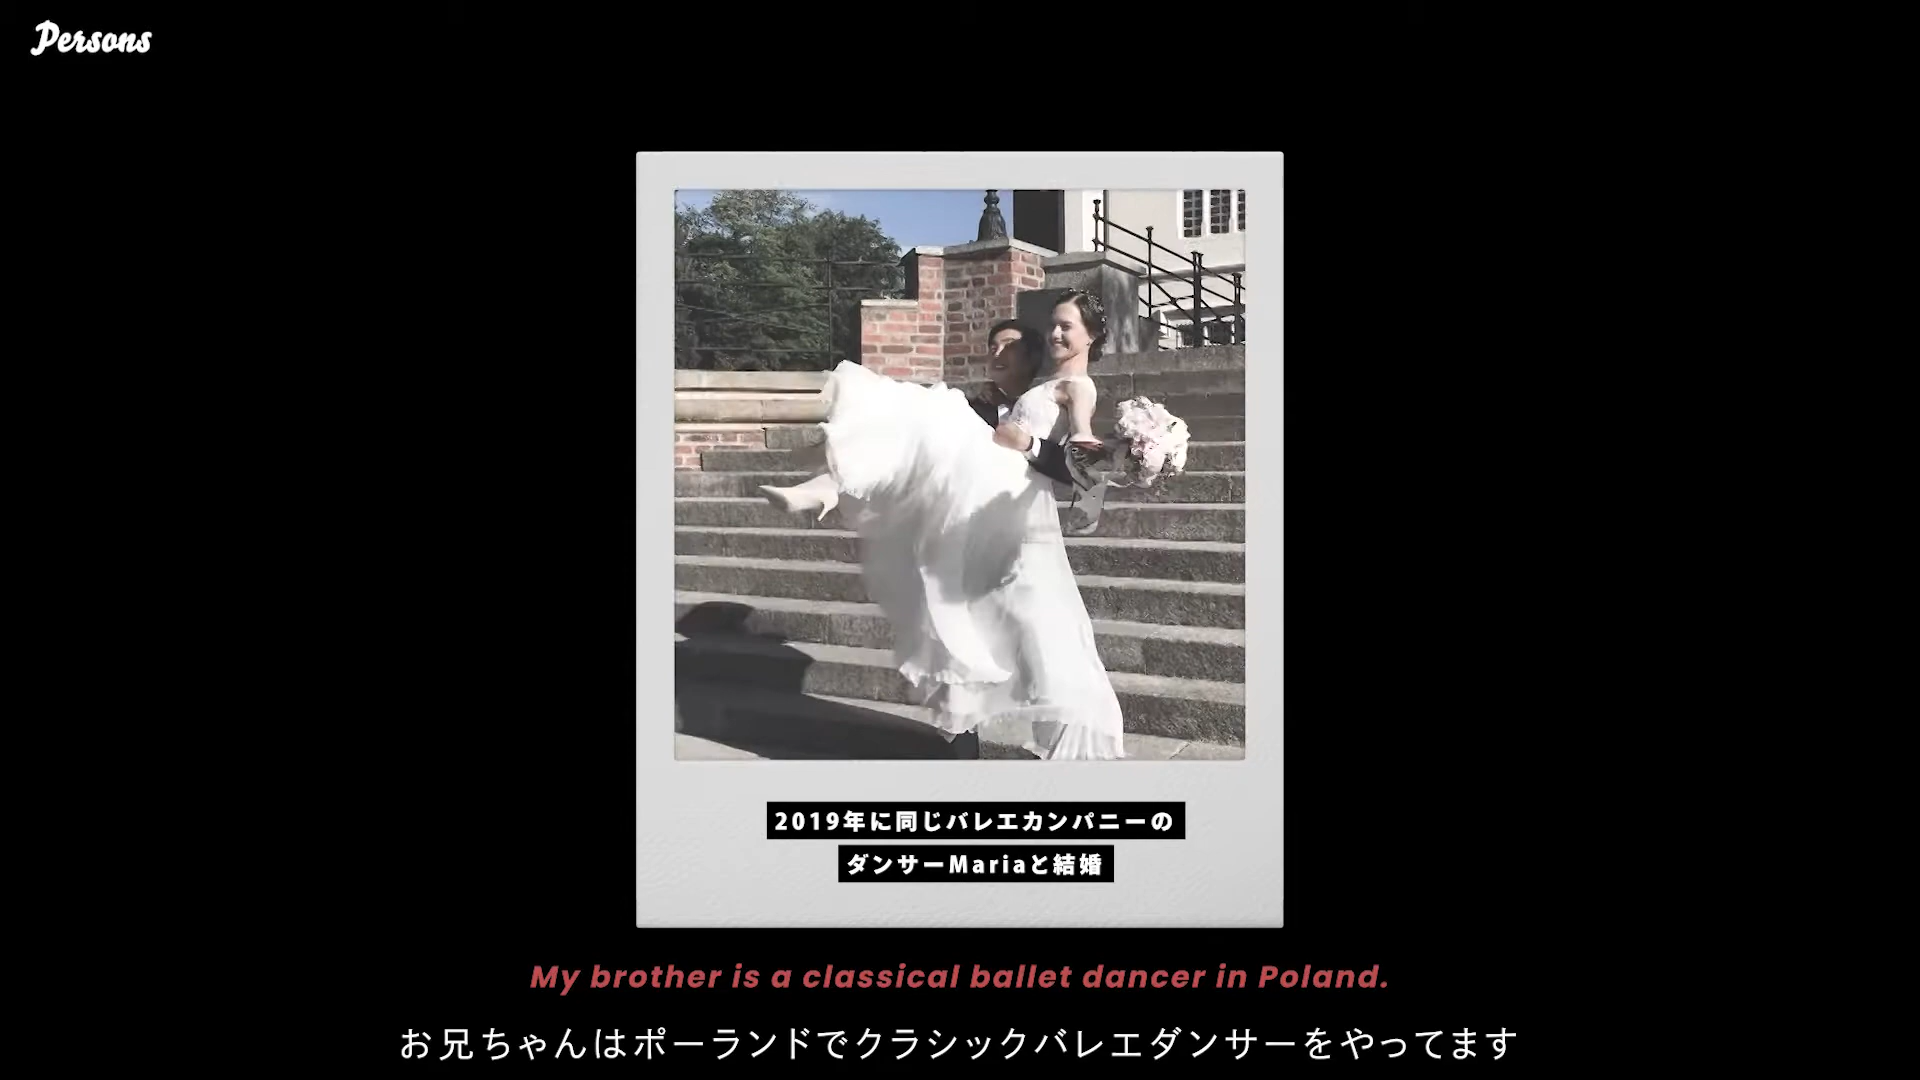 Persons
2019年に同じバレエカンパニーの
ダンサーMariaと結婚
My brother is a classical ballet dancer in Poland.
お兄ちゃんはポーランドでクラシックバレエダンサーをやってます